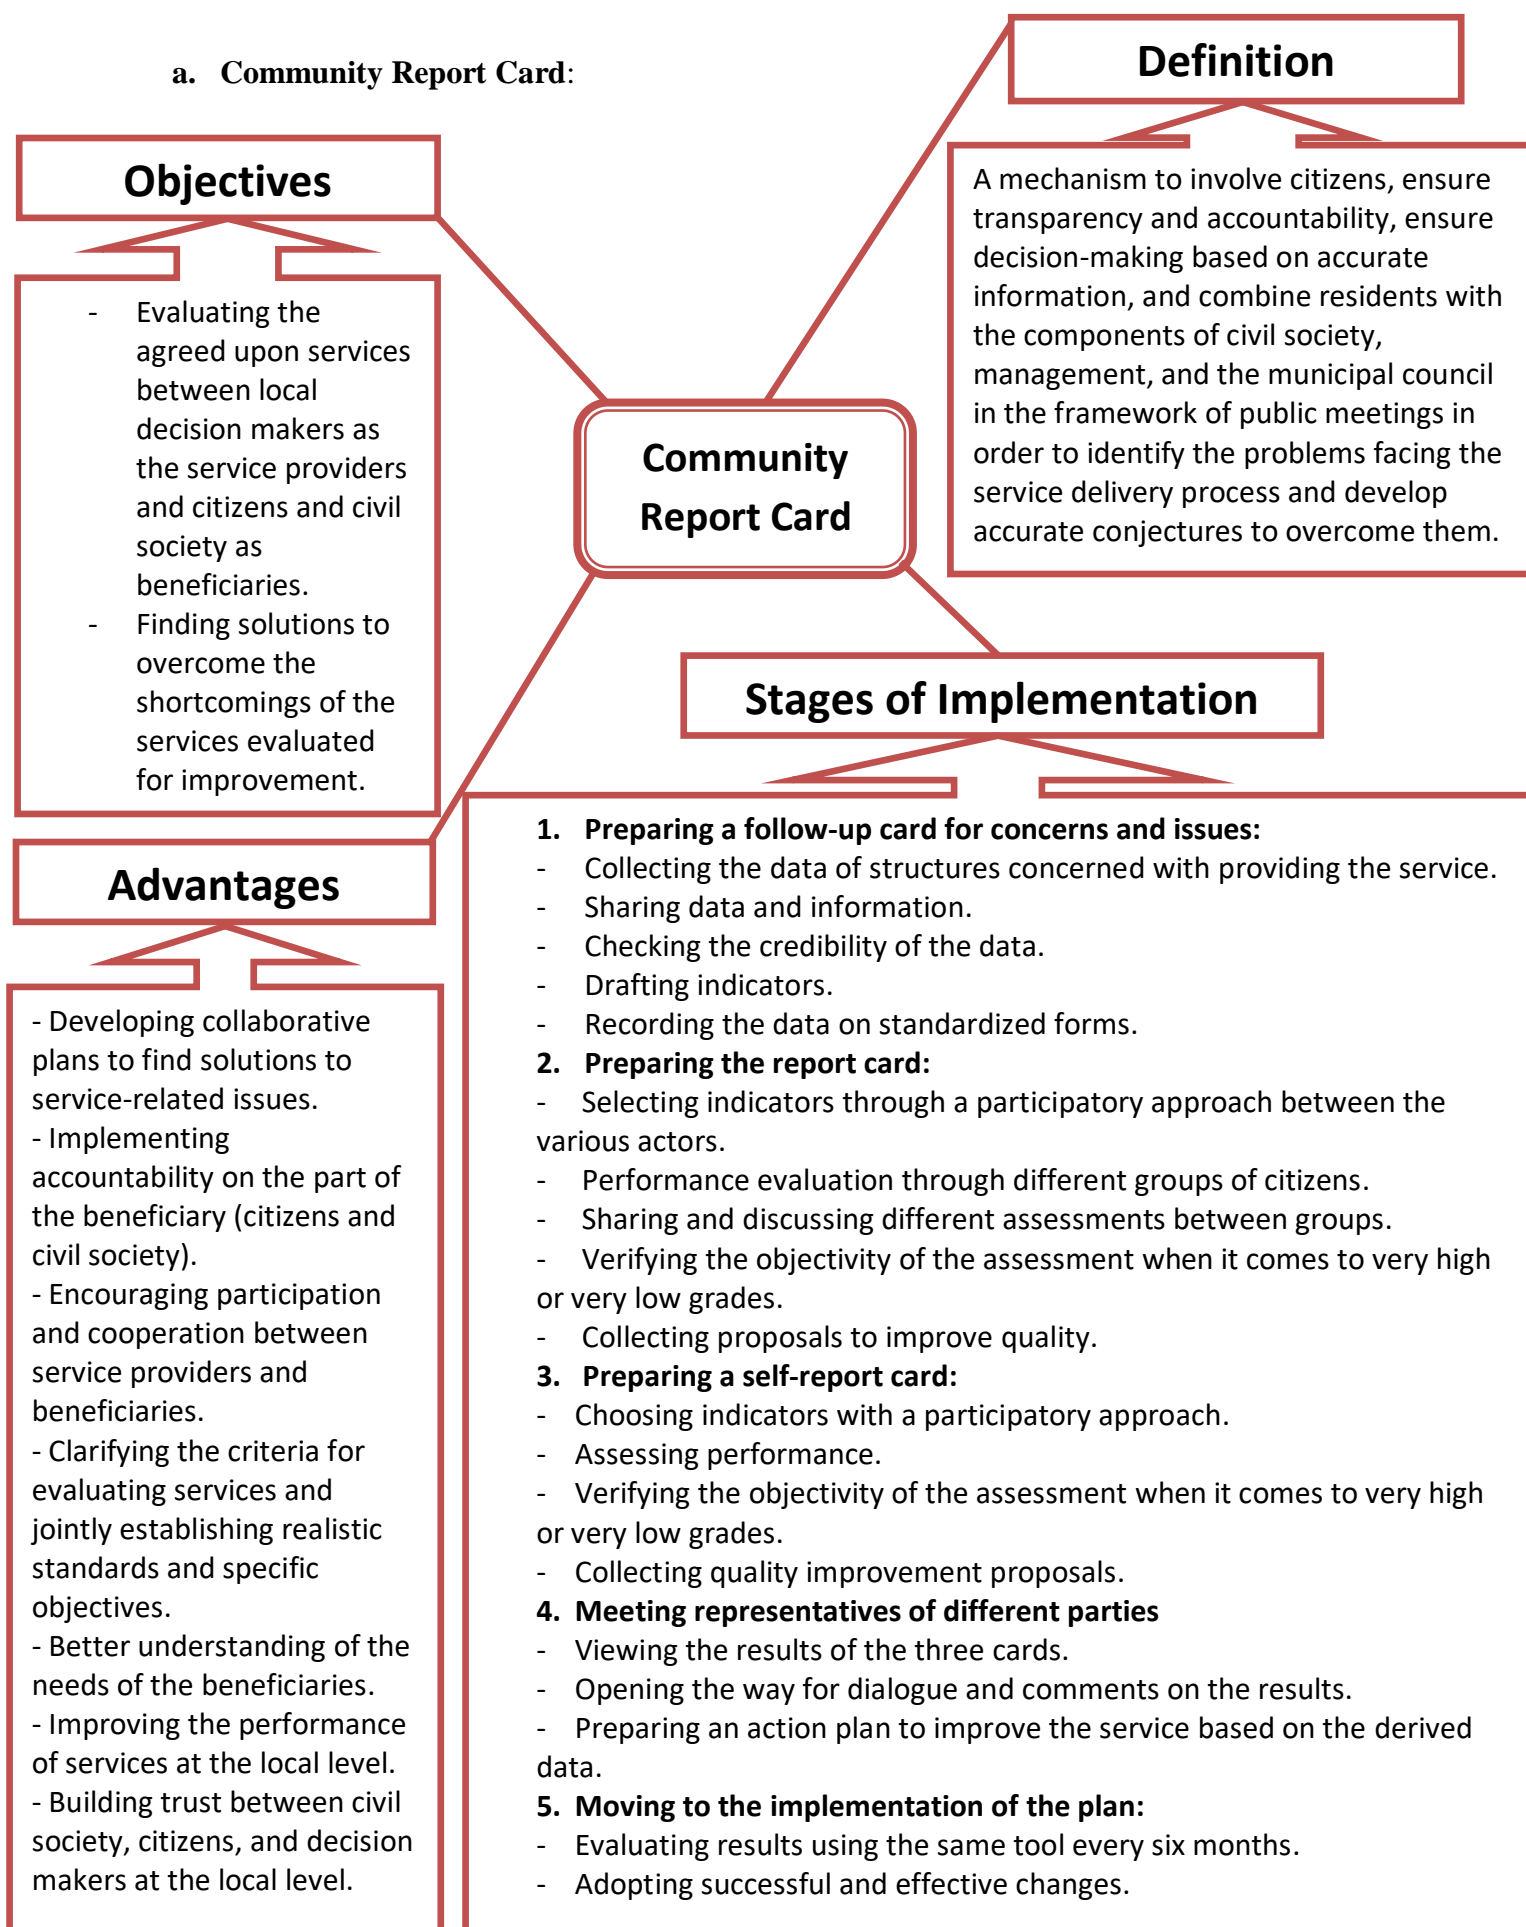 a. Community Report Card:
Definition
A mechanism to involve citizens, ensure
transparency and accountability, ensure
decision-making based on accurate
information, and combine residents with
the components of civil society,
management, and the municipal council
in the framework of public meetings in
order to identify the problems facing the
service delivery process and develop
accurate conjectures to overcome them.
Objectives
- Evaluating the
agreed upon services
between local
decision makers as
the service providers
and citizens and civil
society as
beneficiaries.
- Finding solutions to
overcome the
shortcomings of the
services evaluated
for improvement.
Community
Report Card
Stages of Implementation
1. Preparing a follow-up card for concerns and issues:
- Collecting the data of structures concerned with providing the service.
- Sharing data and information.
- Checking the credibility of the data.
- Drafting indicators.
- Recording the data on standardized forms.
2. Preparing the report card:
- Selecting indicators through a participatory approach between the
various actors.
- Performance evaluation through different groups of citizens.
- Sharing and discussing different assessments between groups.
- Verifying the objectivity of the assessment when it comes to very high
or very low grades.
- Collecting proposals to improve quality.
3. Preparing a self-report card:
- Choosing indicators with a participatory approach.
- Assessing performance.
- Verifying the objectivity of the assessment when it comes to very high
or very low grades.
- Collecting quality improvement proposals.
4. Meeting representatives of different parties
- Viewing the results of the three cards.
- Opening the way for dialogue and comments on the results.
- Preparing an action plan to improve the service based on the derived
data.
5. Moving to the implementation of the plan:
- Evaluating results using the same tool every six months.
- Adopting successful and effective changes.
Advantages
- Developing collaborative
plans to find solutions to
service-related issues.
- Implementing
accountability on the part of
the beneficiary (citizens and
civil society).
- Encouraging participation
and cooperation between
service providers and
beneficiaries.
- Clarifying the criteria for
evaluating services and
jointly establishing realistic
standards and specific
objectives.
- Better understanding of the
needs of the beneficiaries.
- Improving the performance
of services at the local level.
- Building trust between civil
society, citizens, and decision
makers at the local level.